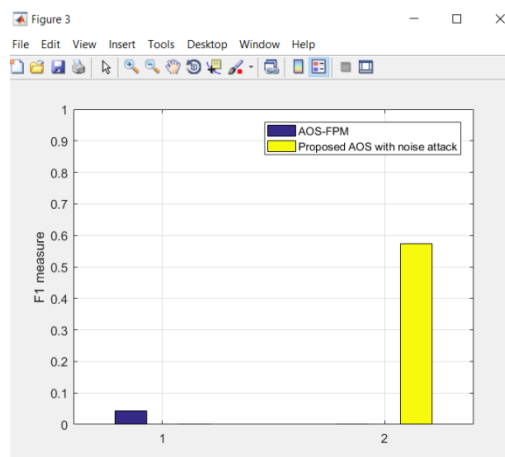 Figure 3
File Edit View Insert Tools Desktop Window Help
1
0.9
0.8
0.7
0.6
0.5
0.4
0.3
0.2
0.1
0
F1 measure
AOS-FPM
Proposed AOS with noise attack
1 2